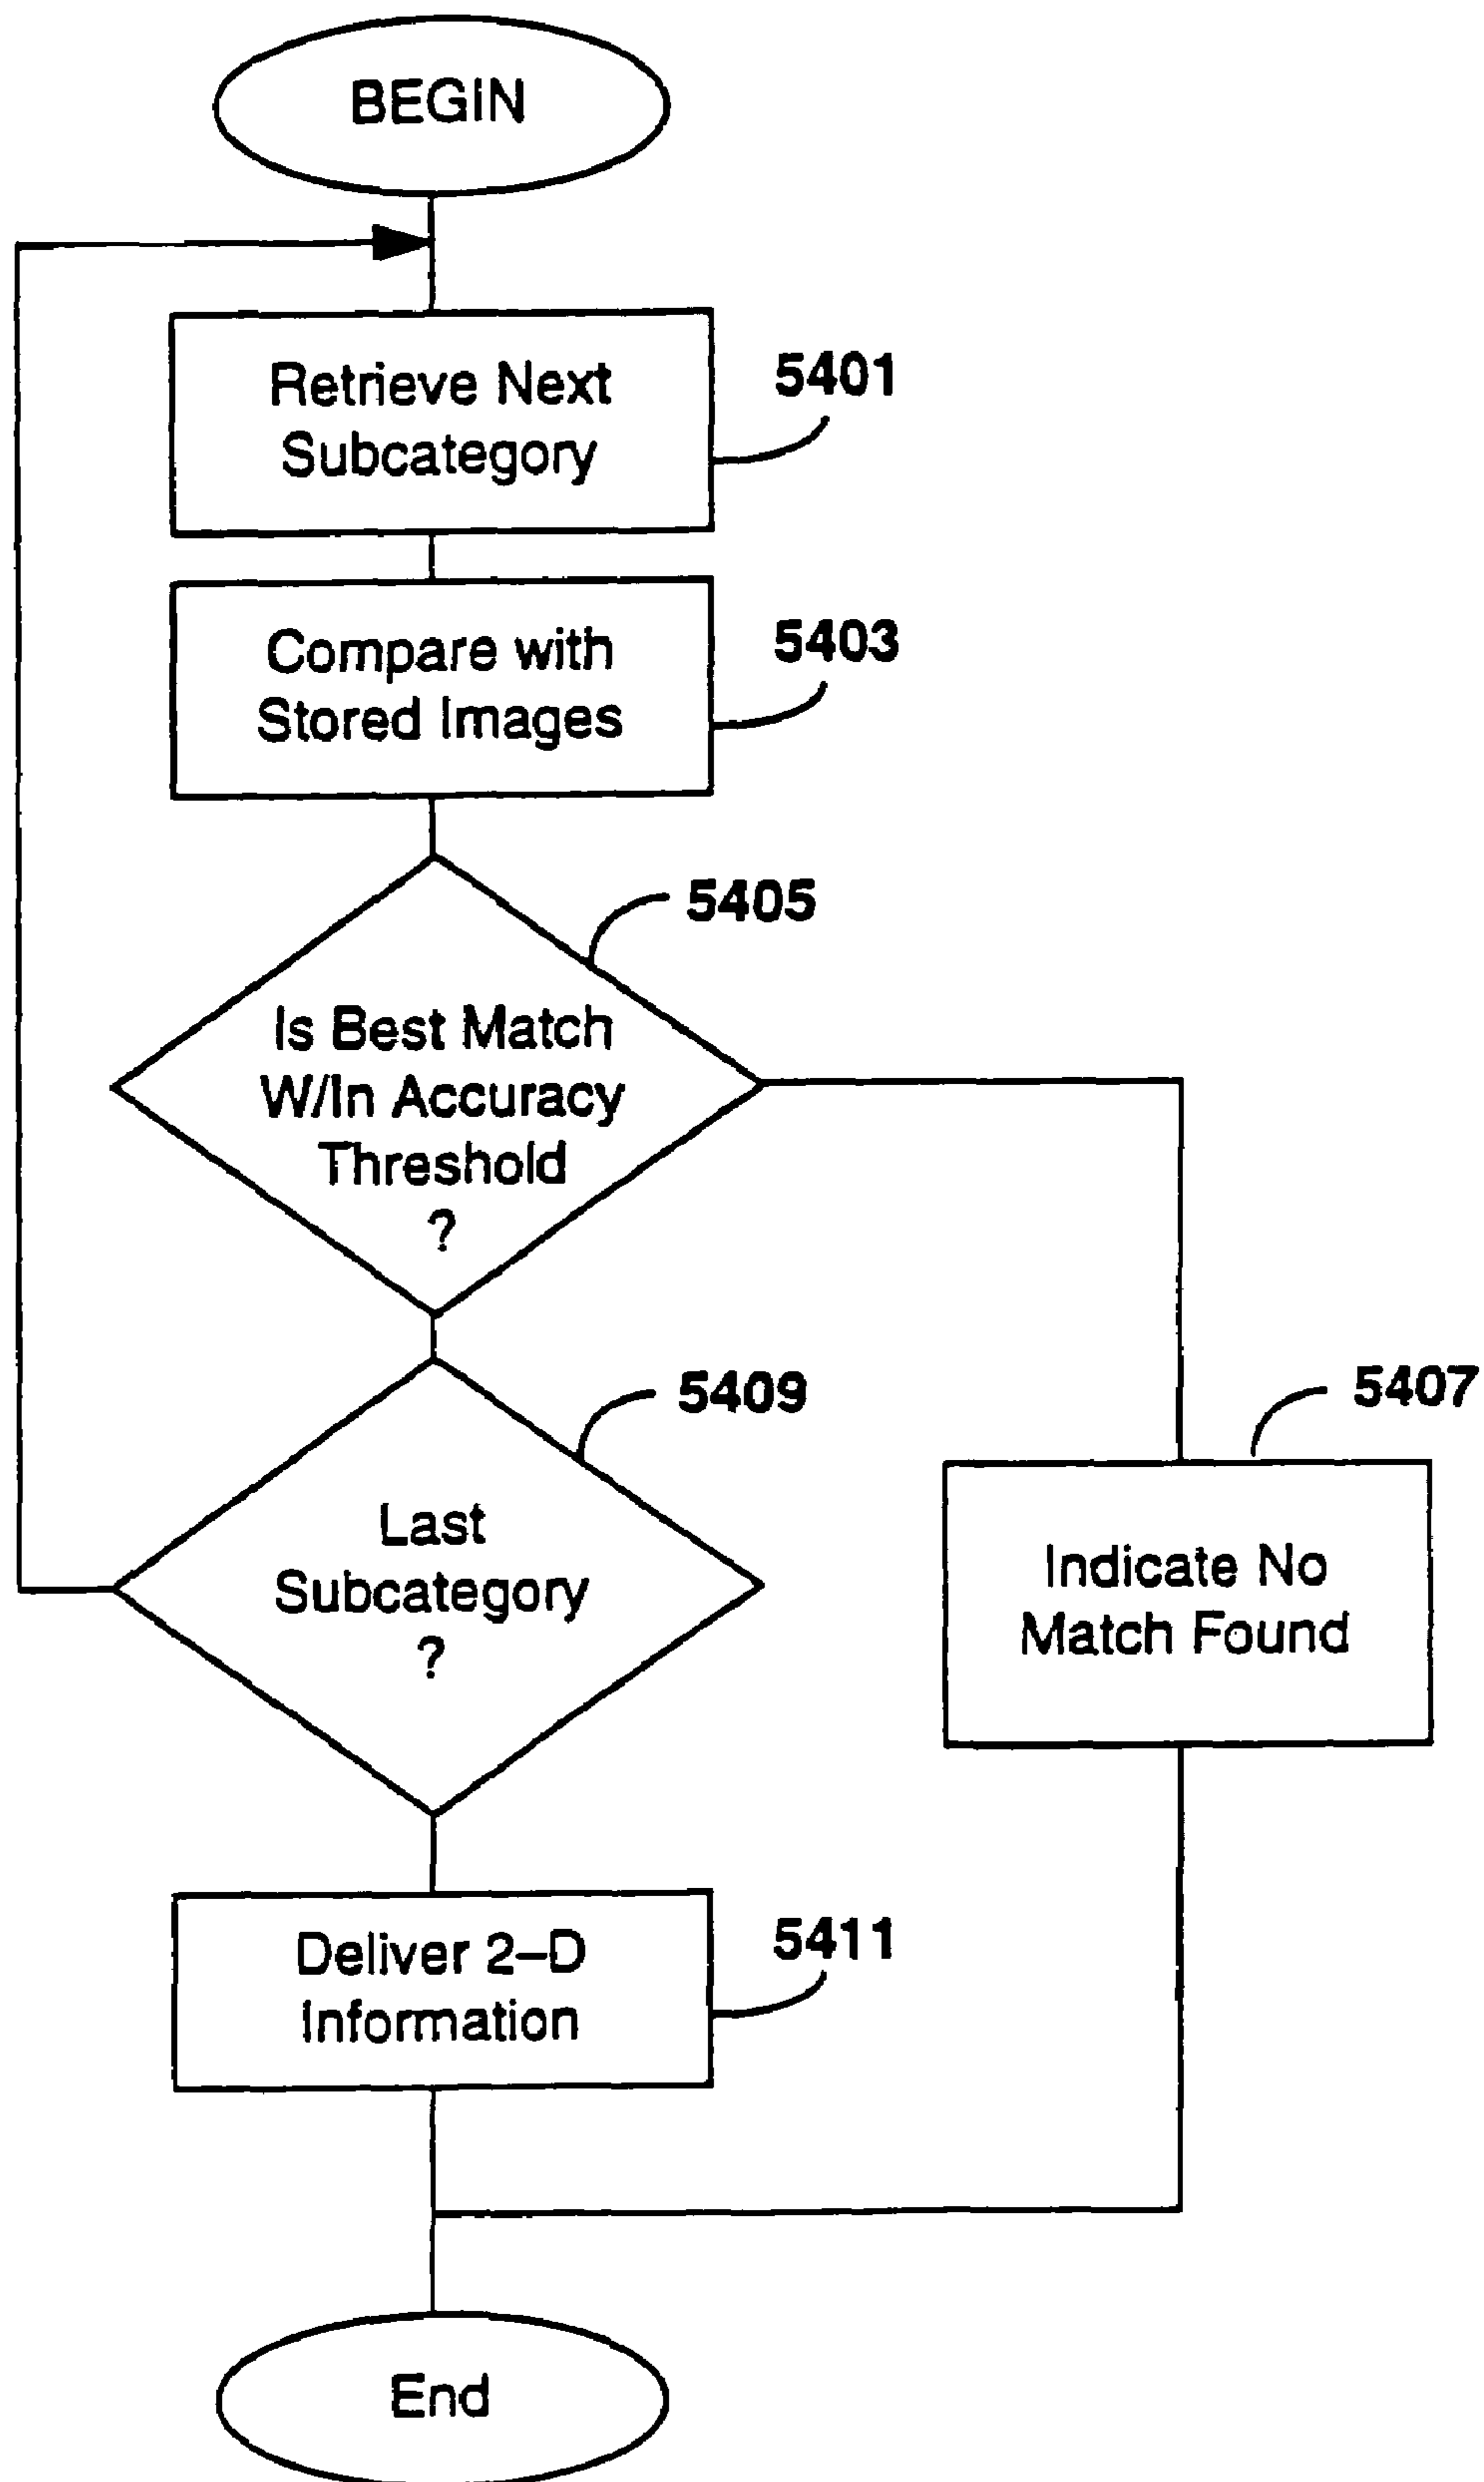 BEGIN
Retrieve Next
Subcategory
5401
Compare with
Stored Images
5403
5405
Is Best Match
W/In Accuracy
Threshold
?
5409
Last
Subcategory
?
5407
Indicate No
Match Found
Deliver 2-D
Information
5411
End